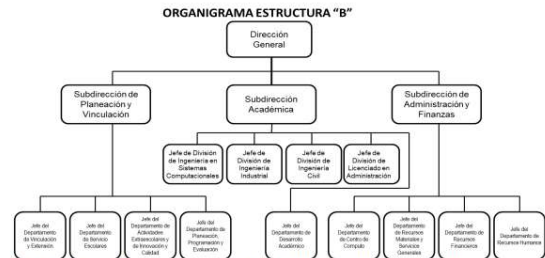 ORGANIGRAMA ESTRUCTURA “B”
Dirección
General
Subdirección de
Planeación y
Vinculación
Subdirección
Académica
Subdirección de
Administración y
Finanzas
Jefe de División
de Ingeniería en
Sistemas
Computacionales
Jefe de
División de
Ingeniería
Industrial
Jefe de
División de
Ingeniería
Civil
Jefe de
División de
Licenciado en
Administración
Jefe del
Departamento
de Vinculación
y Extensión
Jefe del
Departamento
de Servicio
Escolares
Jefe del
Departamento de
Actividades
Extraescolares y
de Innovación y
Calidad
Jefe del
Departamento de
Planeación,
Programación y
Evaluación
Jefe del
Departamento de
Desarrollo
Académico
Jefe del
Departamento
de Centro de
Computo
Jefe del
Departamento
de Recursos
Materiales y
Servicios
Generales
Jefe del
Departamento de
Recursos
Financieros
Jefe del
Departamento de
Recursos Humanos